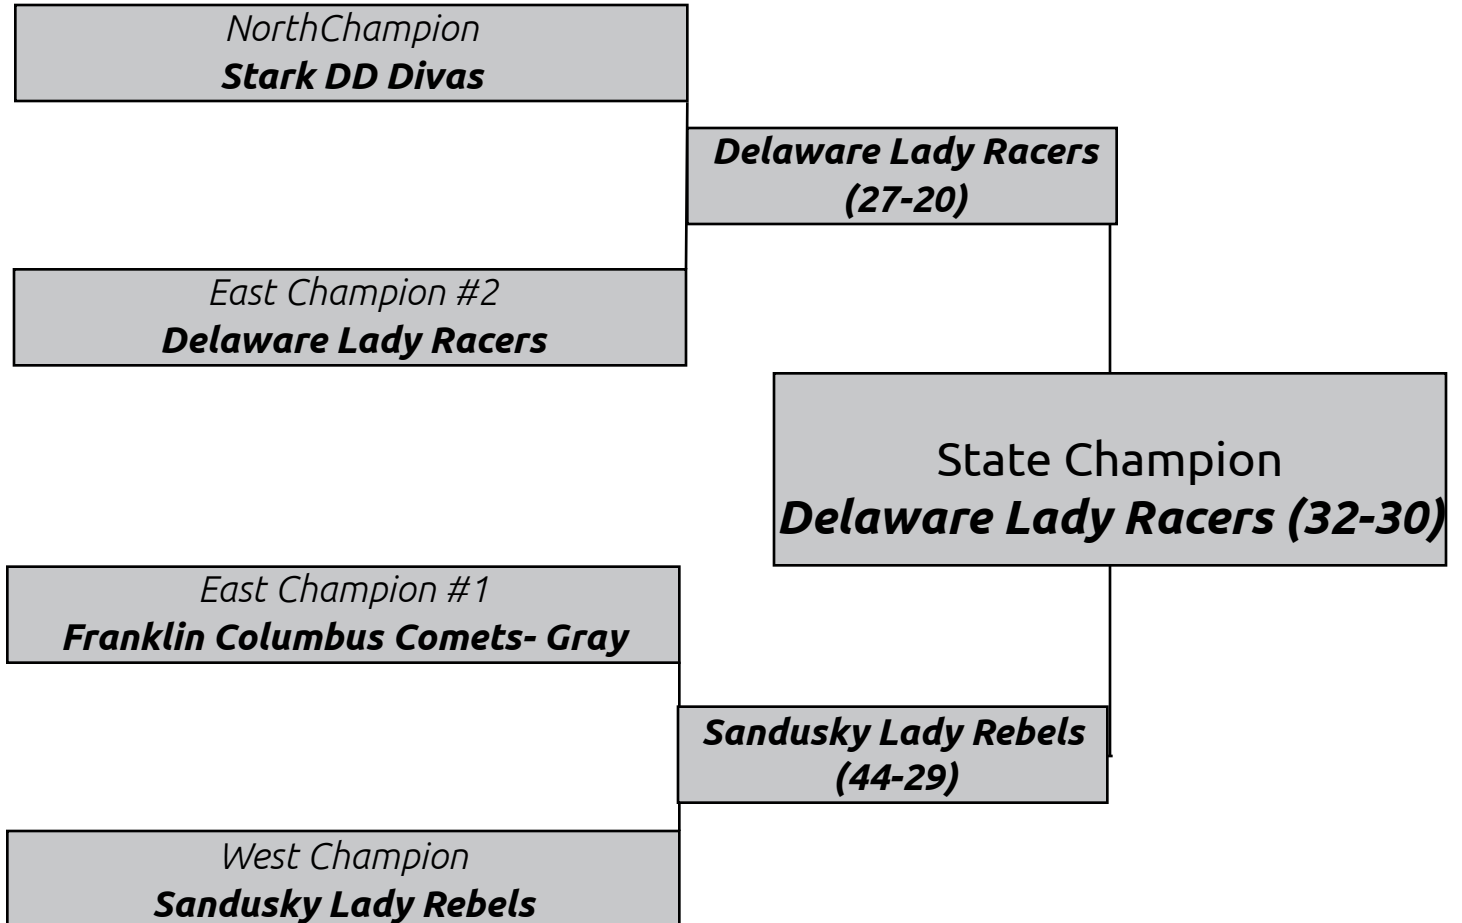 NorthChampion
Stark DD Divas
Delaware Lady Racers
(27-20)
East Champion #2
Delaware Lady Racers
State Champion
Delaware Lady Racers (32-30)
East Champion #1
Franklin Columbus Comets- Gray
Sandusky Lady Rebels
(44-29)
West Champion
Sandusky Lady Rebels